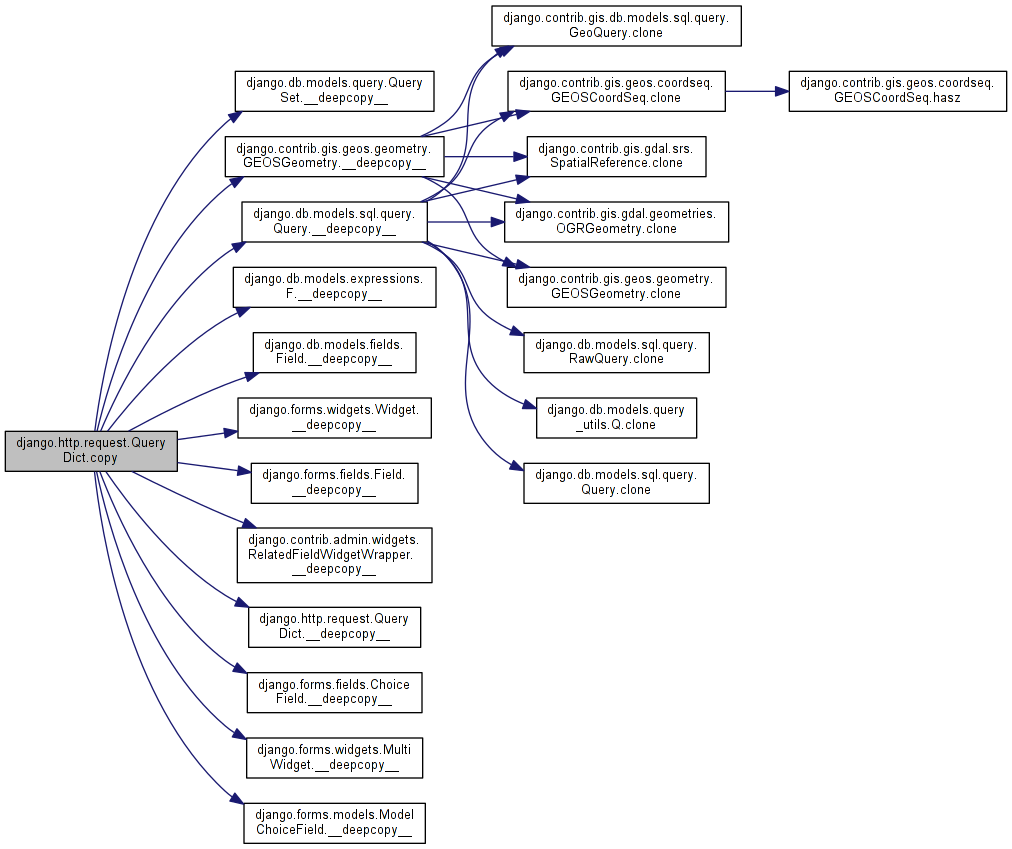 django.http.request.Query
Dict.copy
django.db.models.query.Query
Set.__deepcopy__
django.contrib.gis.geos.geometry.
GEOSGeometry.__deepcopy__
django.db.models.sql.query.
Query.__deepcopy__
django.db.models.expressions.
F.__deepcopy__
django.db.models.fields.
Field.__deepcopy__
django.forms.widgets.Widget.
__deepcopy__
django.forms.fields.Field.
__deepcopy__
django.contrib.admin.widgets.
RelatedFieldWidgetWrapper.
__deepcopy__
django.http.request.Query
Dict.__deepcopy__
django.forms.fields.Choice
Field.__deepcopy__
django.forms.widgets.Multi
Widget.__deepcopy__
django.forms.models.Model
ChoiceField.__deepcopy__
django.contrib.gis.db.models.sql.query.
GeoQuery.clone
django.contrib.gis.geos.coordseq.
GEOSCoordSeq.clone
django.contrib.gis.gdal.srs.
SpatialReference.clone
django.contrib.gis.gdal.geometries.
OGRGeometry.clone
django.contrib.gis.geos.geometry.
GEOSGeometry.clone
django.db.models.sql.query.
RawQuery.clone
django.db.models.query
_utils.Q.clone
django.db.models.sql.query.
Query.clone
django.contrib.gis.geos.coordseq.
GEOSCoordSeq.hasz